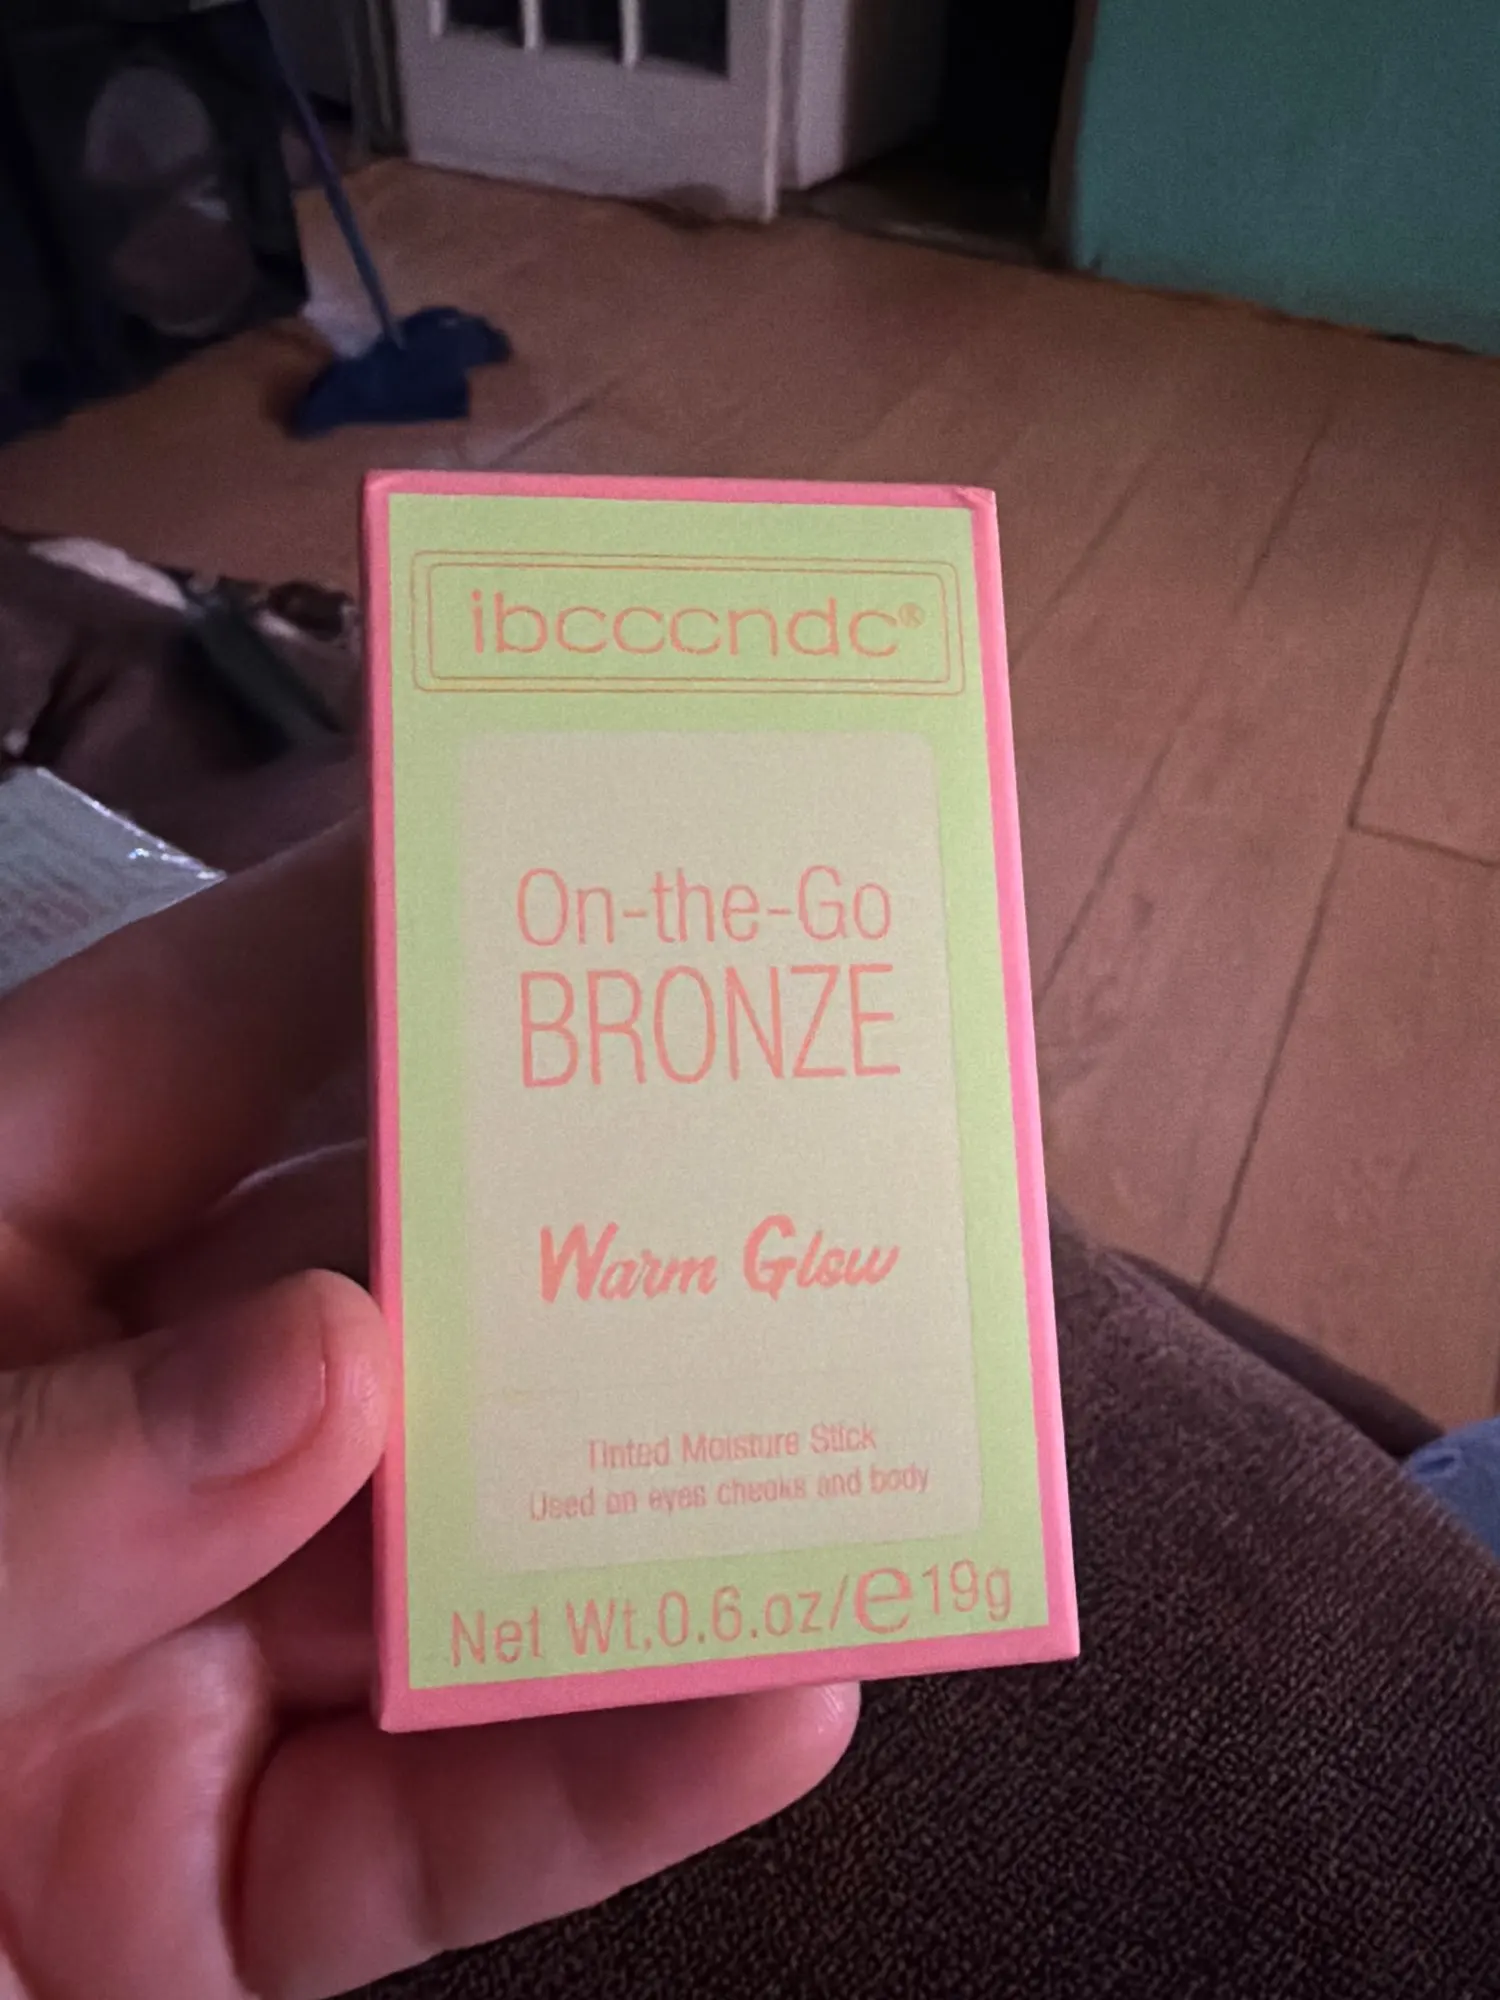 ibcccndc®
On-the-Go
BRONZE
Warm Glow
Tinted Moisture Stick
Used on eyes cheaks and body
Net Wt.0.6.oz/e19g